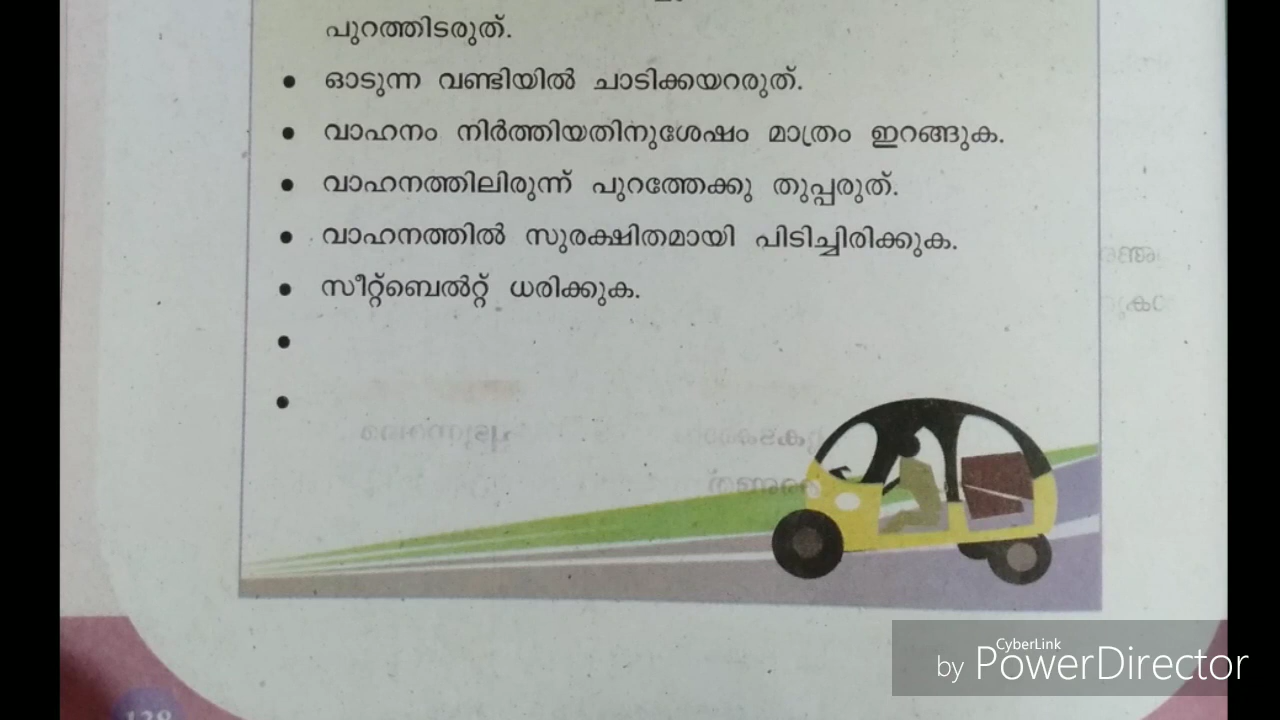 പുറത്തിടരുത്.
• ഓടുന്ന വണ്ടിയിൽ ചാടിക്കയറരുത്.
• വാഹനം നിർത്തിയതിനുശേഷം മാത്രം ഇറങ്ങുക.
• വാഹനത്തിലിരുന്ന് പുറത്തേക്കു തുപ്പരുത്.
• വാഹനത്തിൽ സുരക്ഷിതമായി പിടിച്ചിരിക്കുക.
• സീറ്റ്ബെൽറ്റ് ധരിക്കുക.
•
•
CyberLink
by PowerDirector